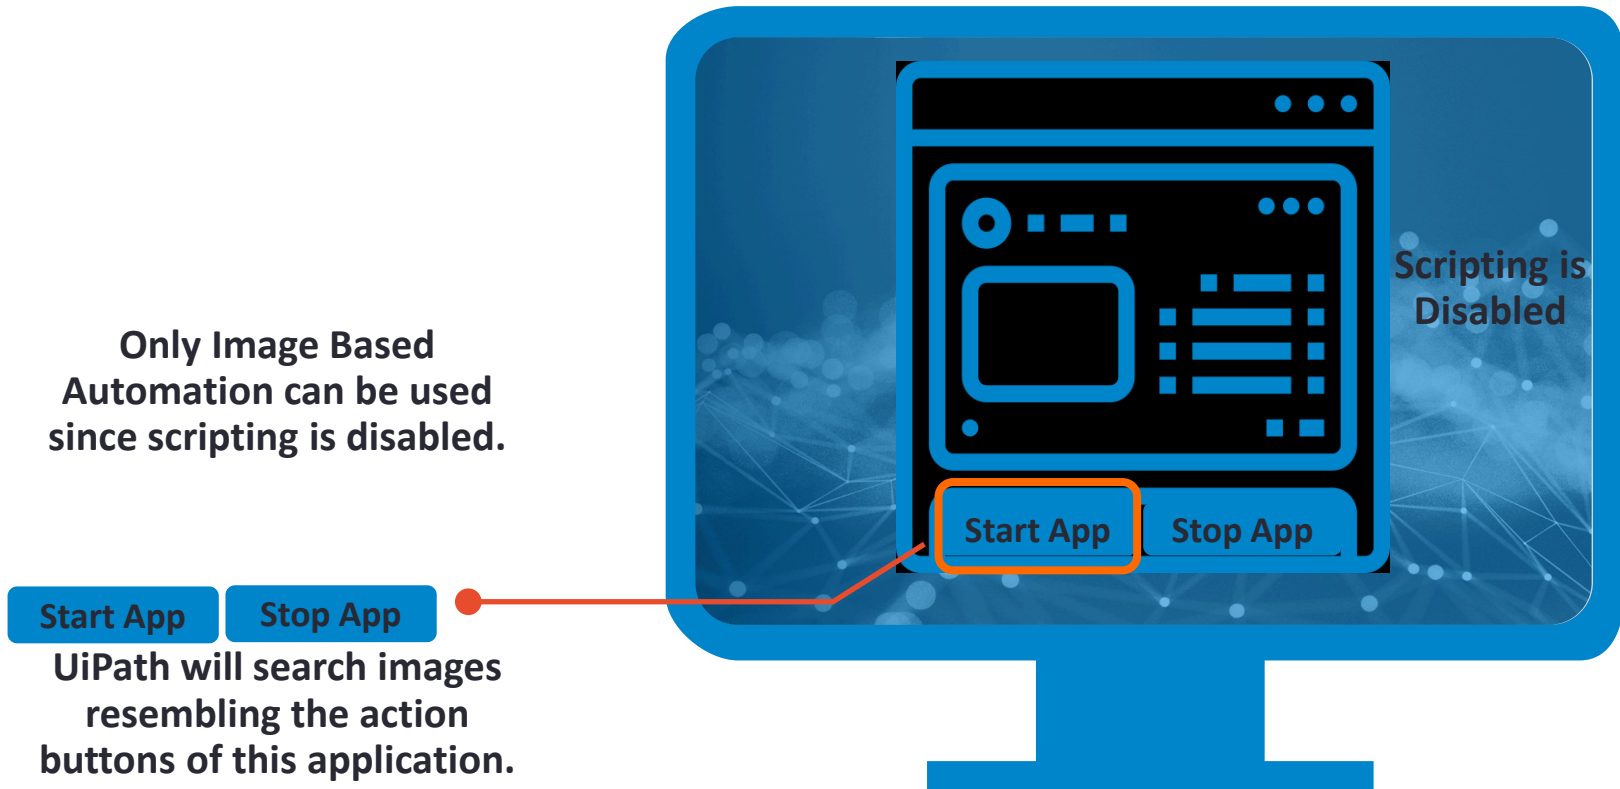 Only Image Based
Automation can be used
since scripting is disabled.
Start App
Stop App
UiPath will search images
resembling the action
buttons of this application.
Scripting is
Disabled
Start App
Stop App